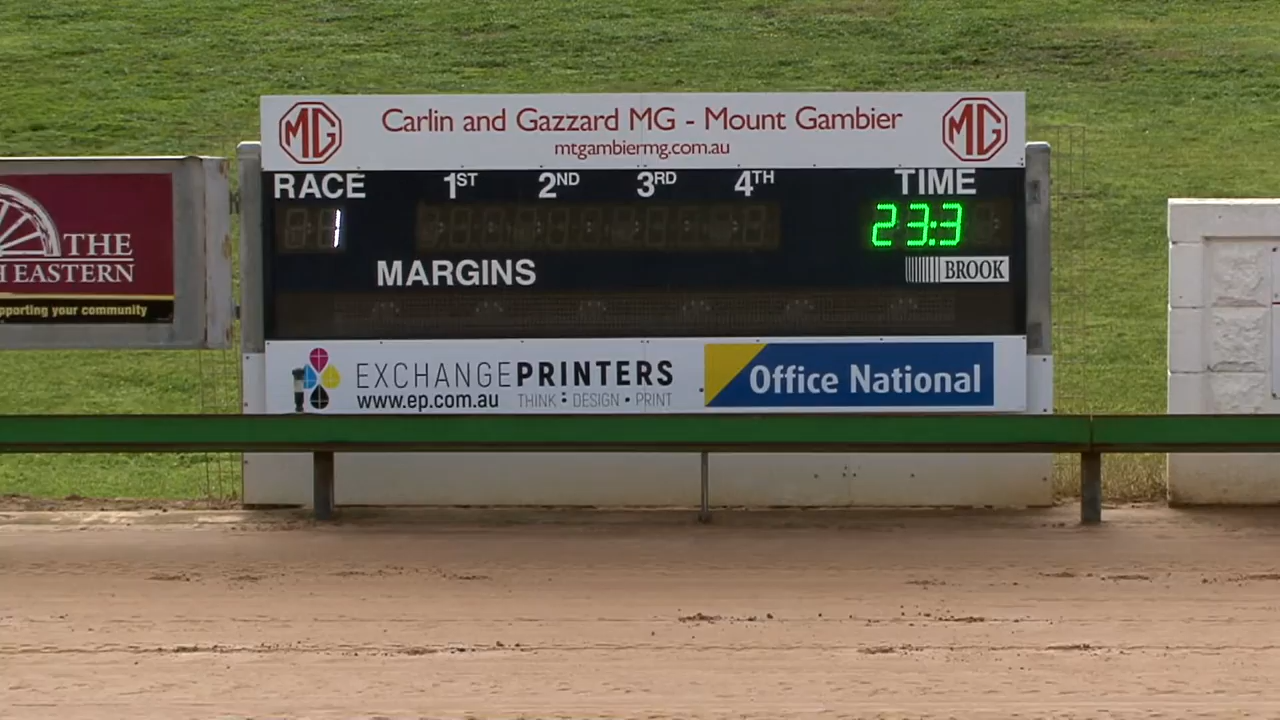 MG Carlin and Gazzard MG - Mount Gambier MG
mtgambiermg.com.au
RACE 1ST 2ND 3RD 4TH TIME
1 23:3
MARGINS BROOK
THE
EASTERN
pporting your community
EXCHANGEPRINTERS
www.ep.com.au THINK : DESIGN • PRINT
Office National